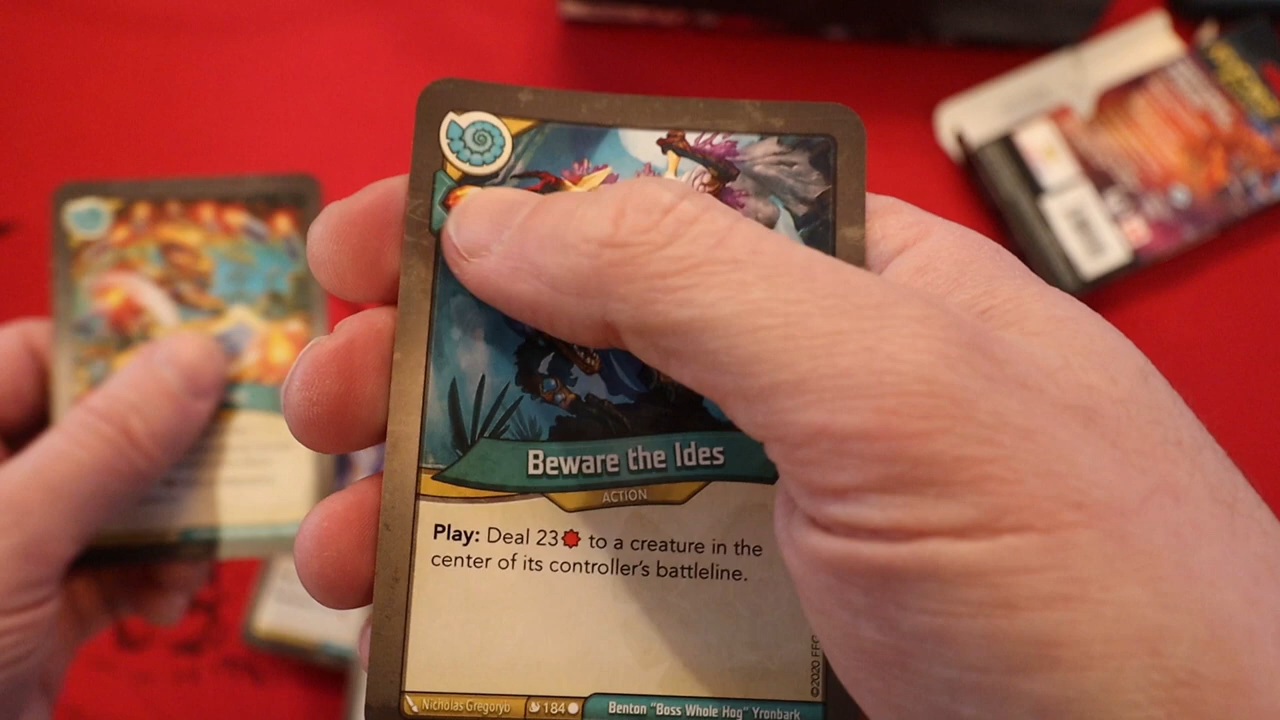 Beware the Ides
ACTION
Play: Deal 23 to a creature in the
center of its controller's battleline.
©2020 FFG
Nicholas Gregory
184
Benton "Boss Whole Hog" Yronbark